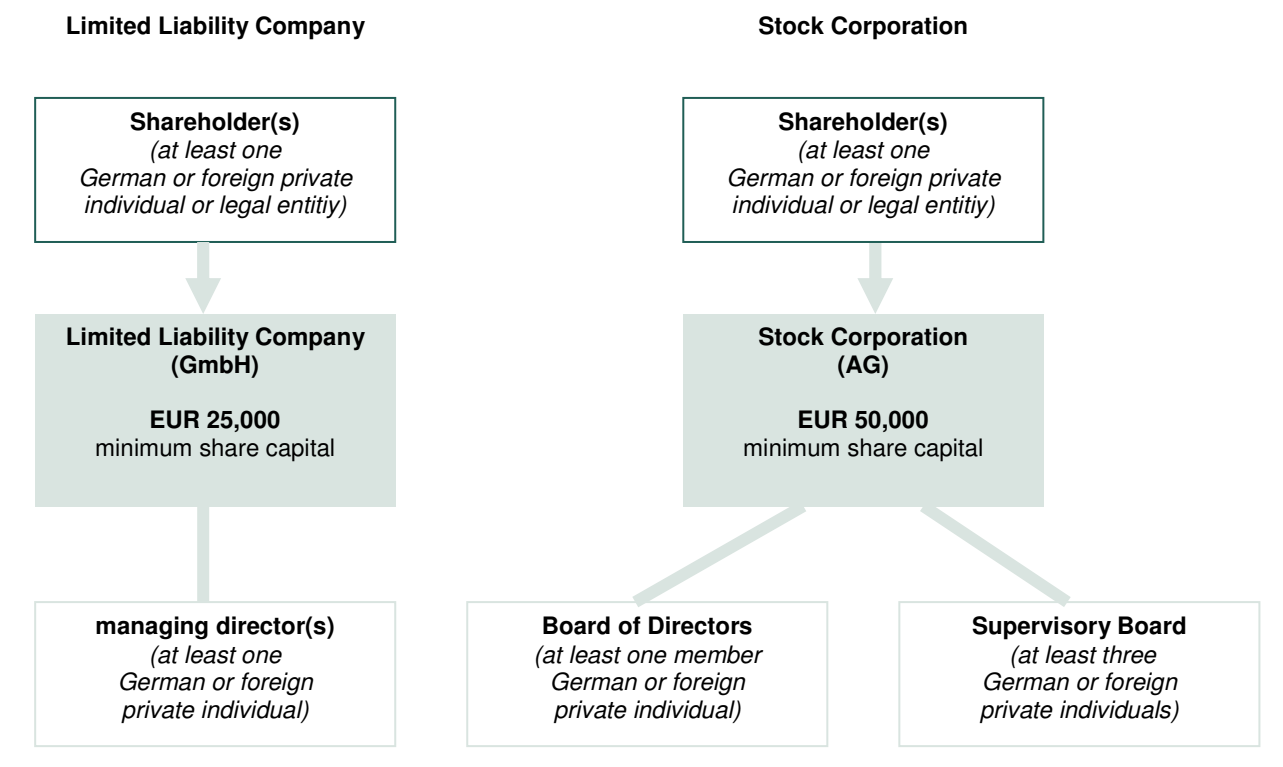 Limited Liability Company
Stock Corporation
Shareholder(s)
(at least one
German or foreign private
individual or legal entitiy)
Shareholder(s)
(at least one
German or foreign private
individual or legal entitiy)
Limited Liability Company
(GmbH)
EUR 25,000
minimum share capital
Stock Corporation
(AG)
EUR 50,000
minimum share capital
managing director(s)
(at least one
German or foreign
private individual)
Board of Directors
(at least one member
German or foreign
private individual)
Supervisory Board
(at least three
German or foreign
private individuals)